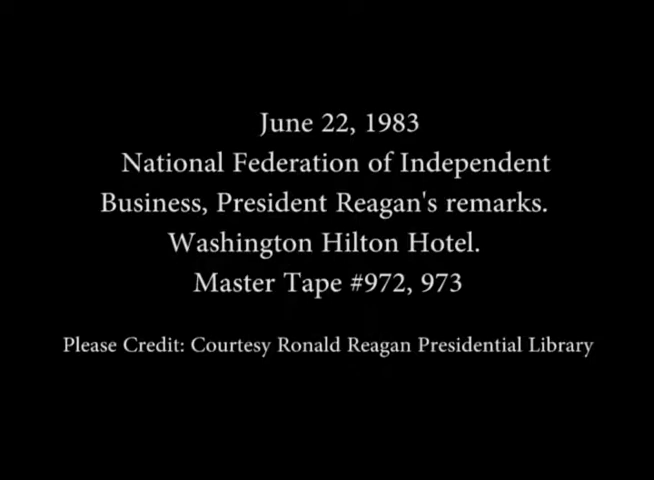 June 22, 1983
National Federation of Independent
Business, President Reagan's remarks.
Washington Hilton Hotel.
Master Tape #972, 973
Please Credit: Courtesy Ronald Reagan Presidential Library